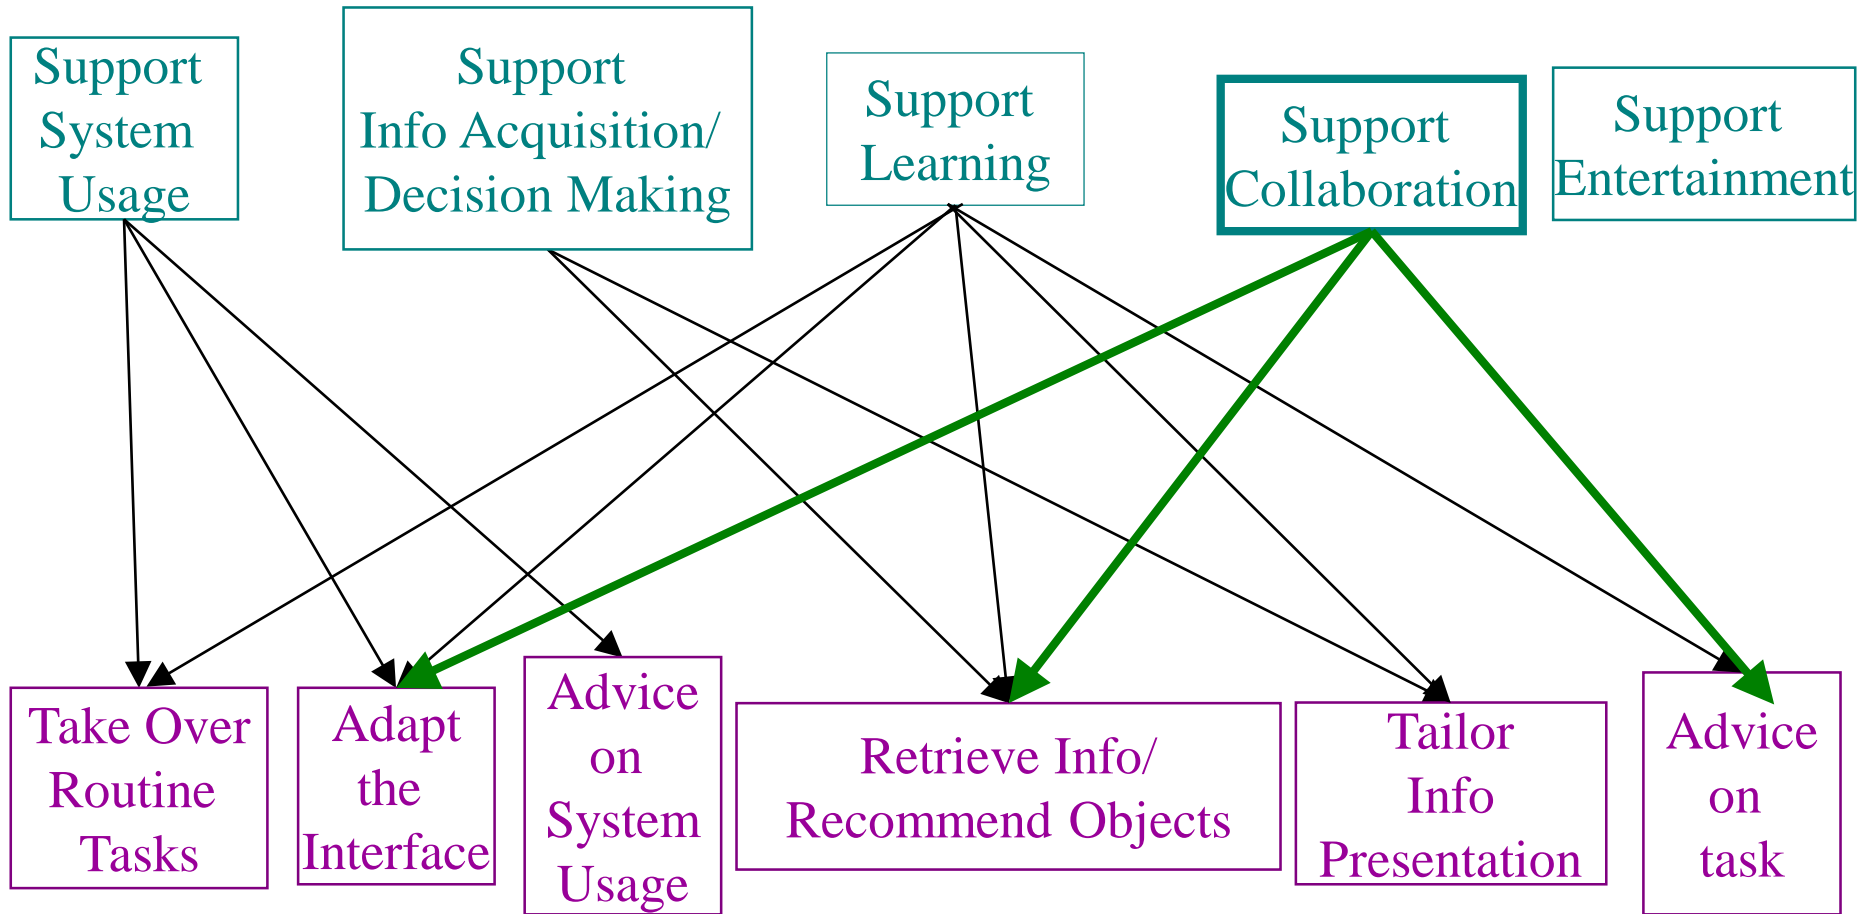 Support
System
Usage
Support
Info Acquisition/
Decision Making
Support
Learning
Support
Collaboration
Support
Entertainment
Take Over
Routine
Tasks
Adapt
the
Interface
Advice
on
System
Usage
Retrieve Info/
Recommend Objects
Tailor
Info
Presentation
Advice
on
task